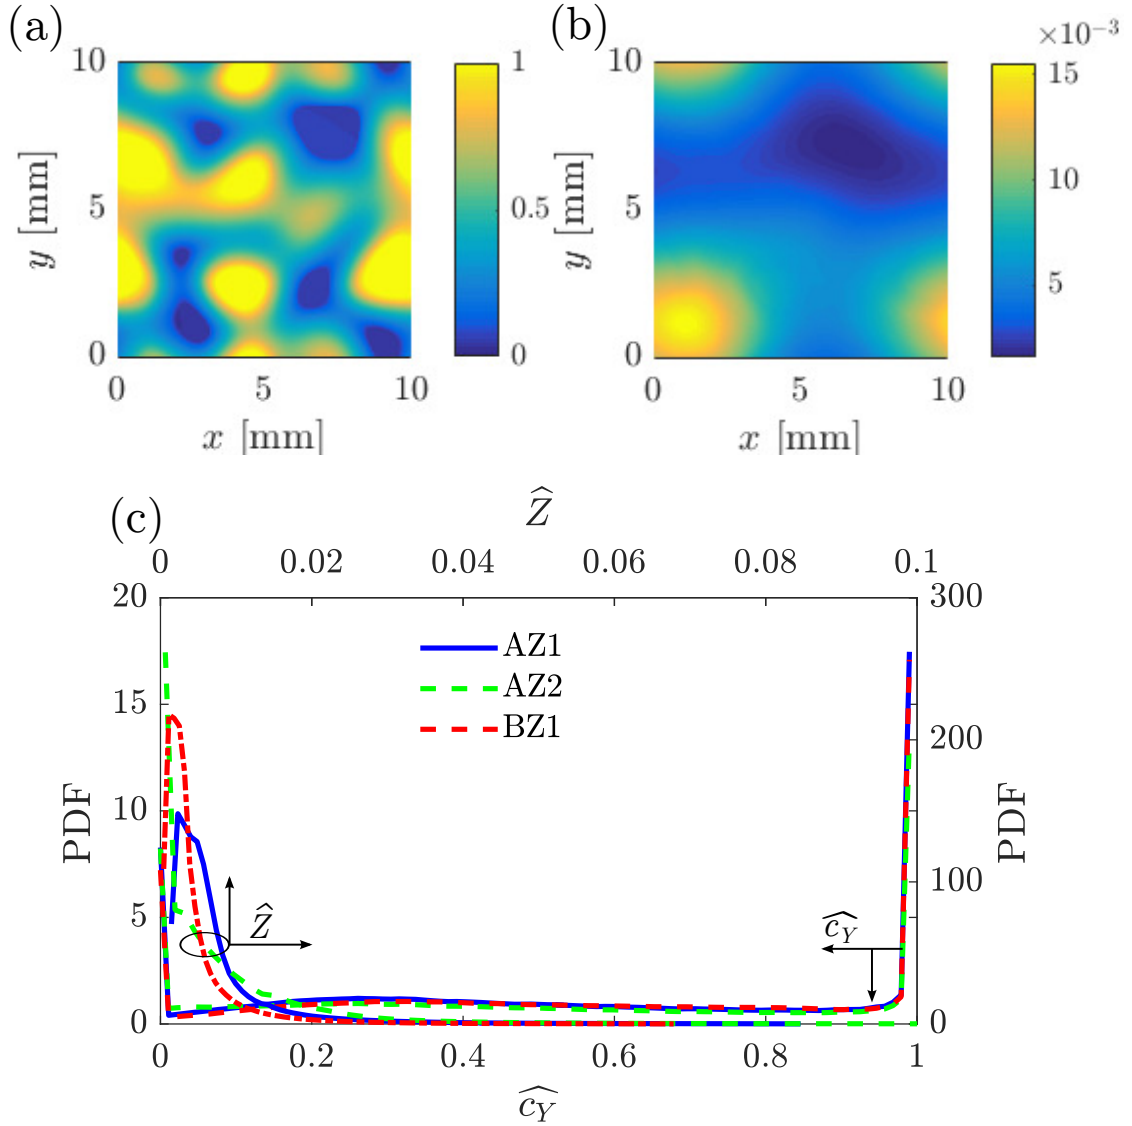 (a) (b)
×10⁻³
10 1 10 15
y [mm] 5 0.5 y [mm] 5 10
5
0 0 0
0 5 10 0 5 10
x [mm] x [mm]
(c)
Ẑ
0 0.02 0.04 0.06 0.08 0.1
20 300
AZ1
AZ2
15 BZ1 200
PDF 10 PDF
100
5 Ẑ ĉ_Y
0 0
0 0.2 0.4 0.6 0.8 1
ĉ_Y